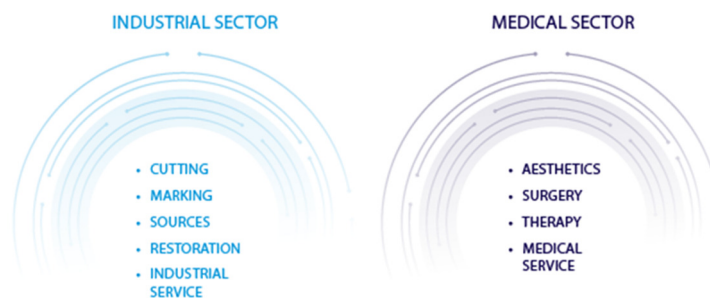 INDUSTRIAL SECTOR
• CUTTING
• MARKING
• SOURCES
• RESTORATION
• INDUSTRIAL
SERVICE
MEDICAL SECTOR
• AESTHETICS
• SURGERY
• THERAPY
• MEDICAL
SERVICE